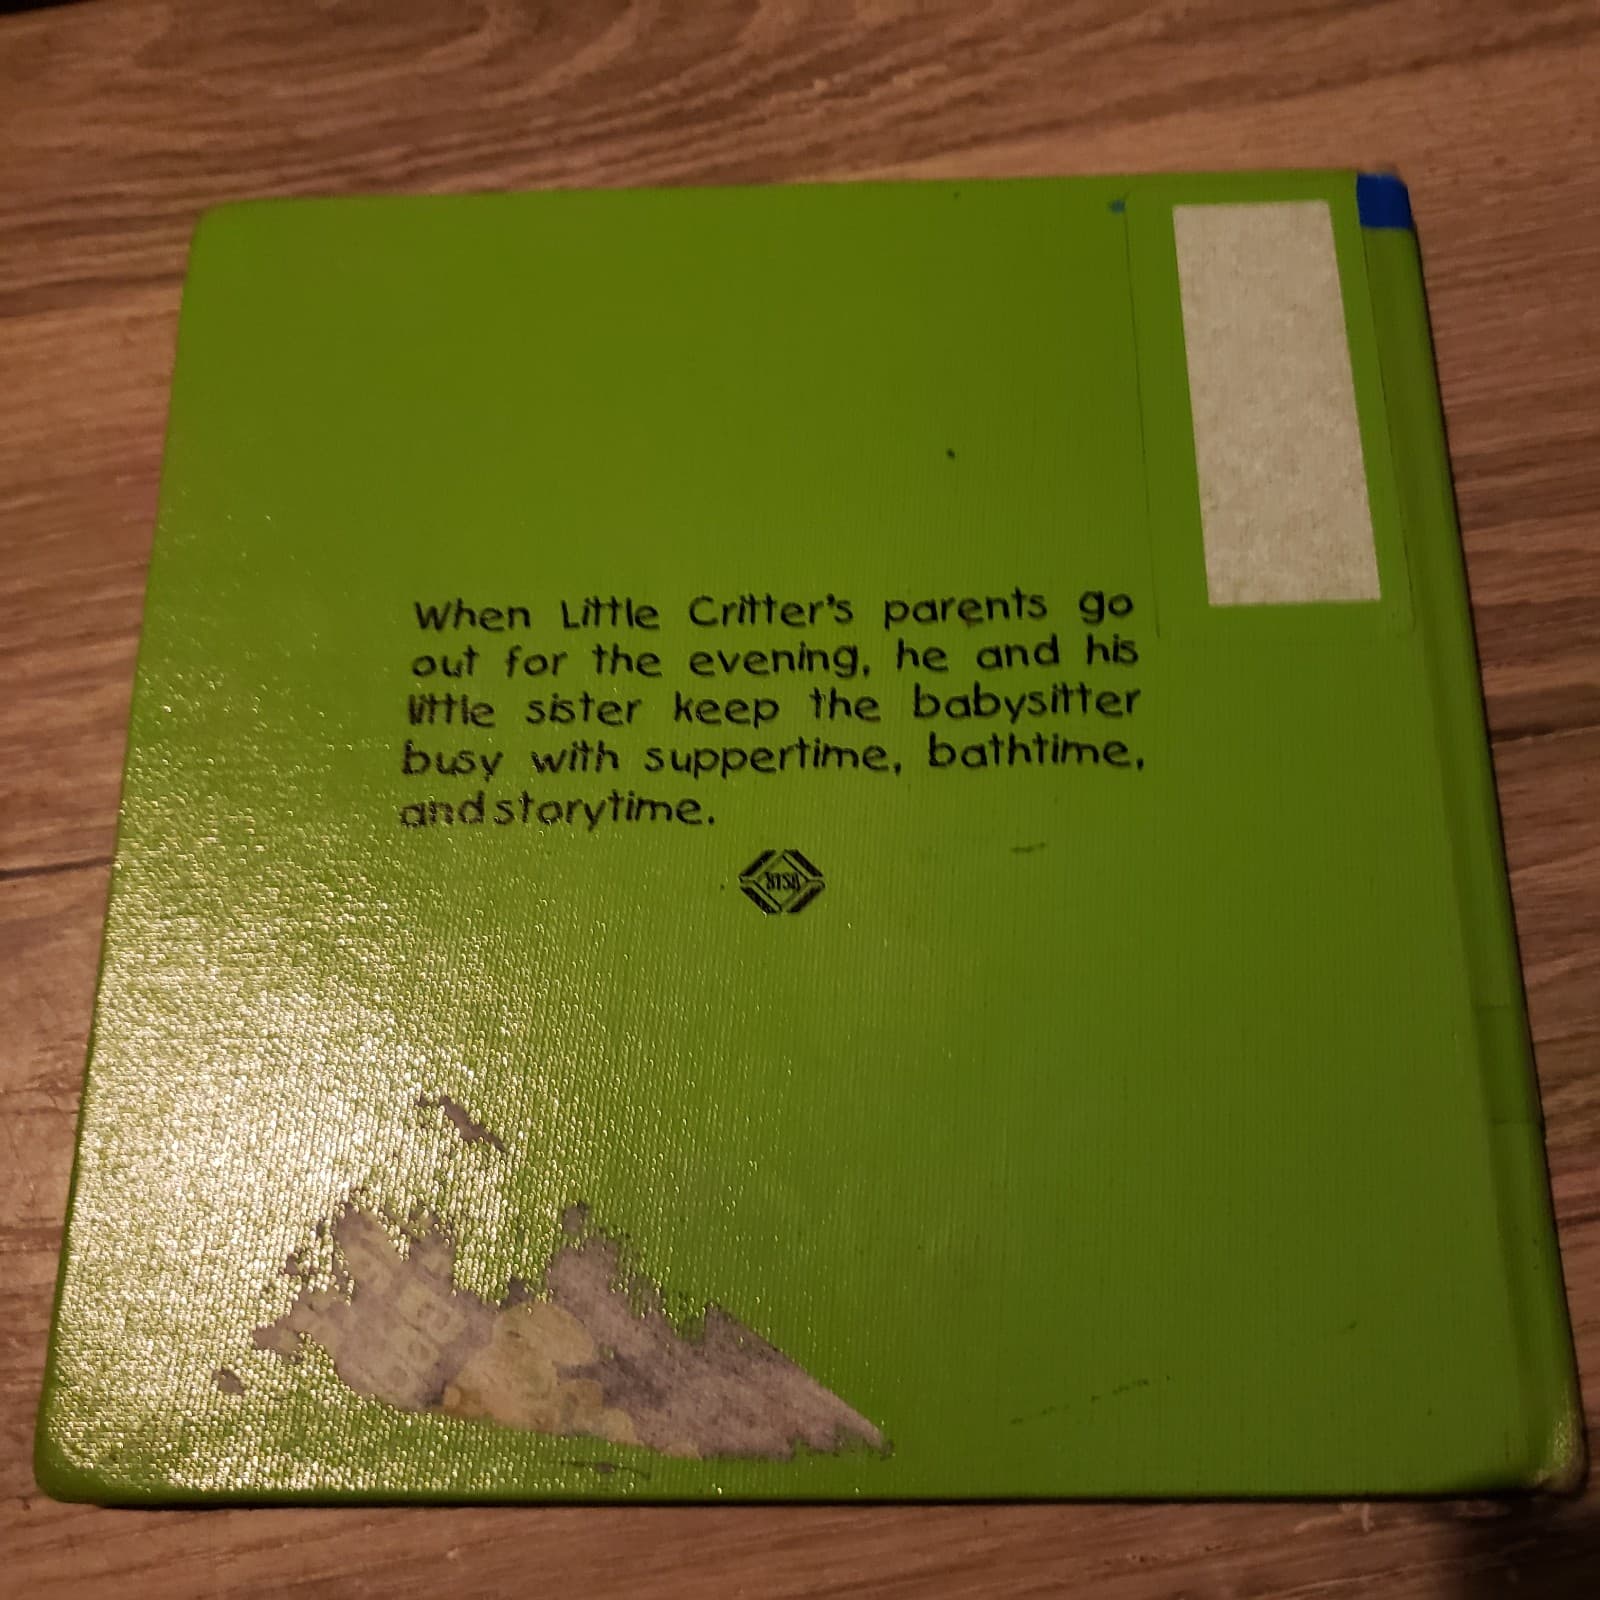 When Little Critter's parents go
out for the evening, he and his
little sister keep the babysitter
busy with suppertime, bathtime,
and storytime.